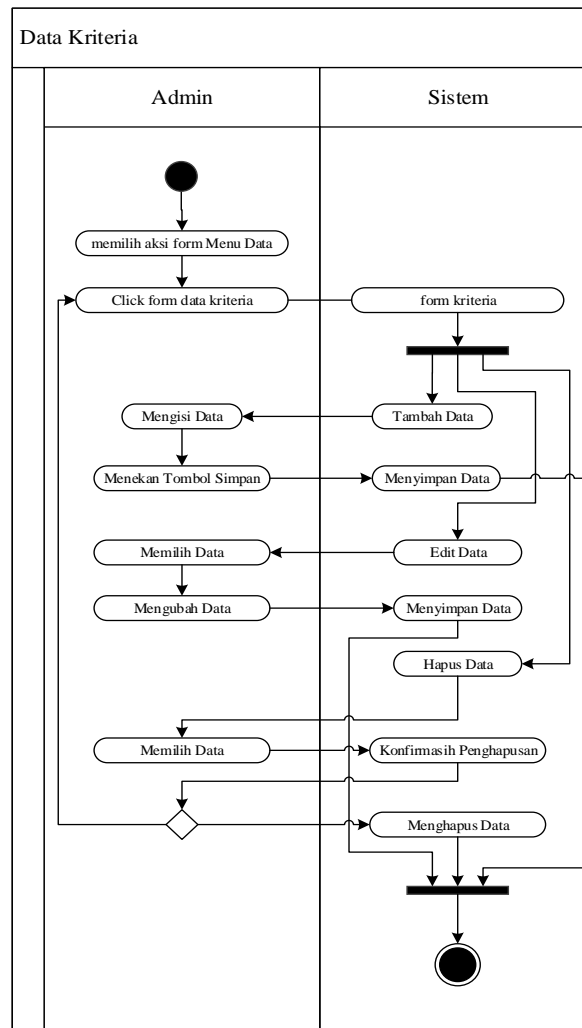 Data Kriteria
Admin
Sistem
memilih aksi form Menu Data
Click form data kriteria
form kriteria
Mengisi Data
Tambah Data
Menekan Tombol Simpan
Menyimpan Data
Memilih Data
Edit Data
Mengubah Data
Menyimpan Data
Hapus Data
Memilih Data
Konfirmasih Penghapusan
Menghapus Data